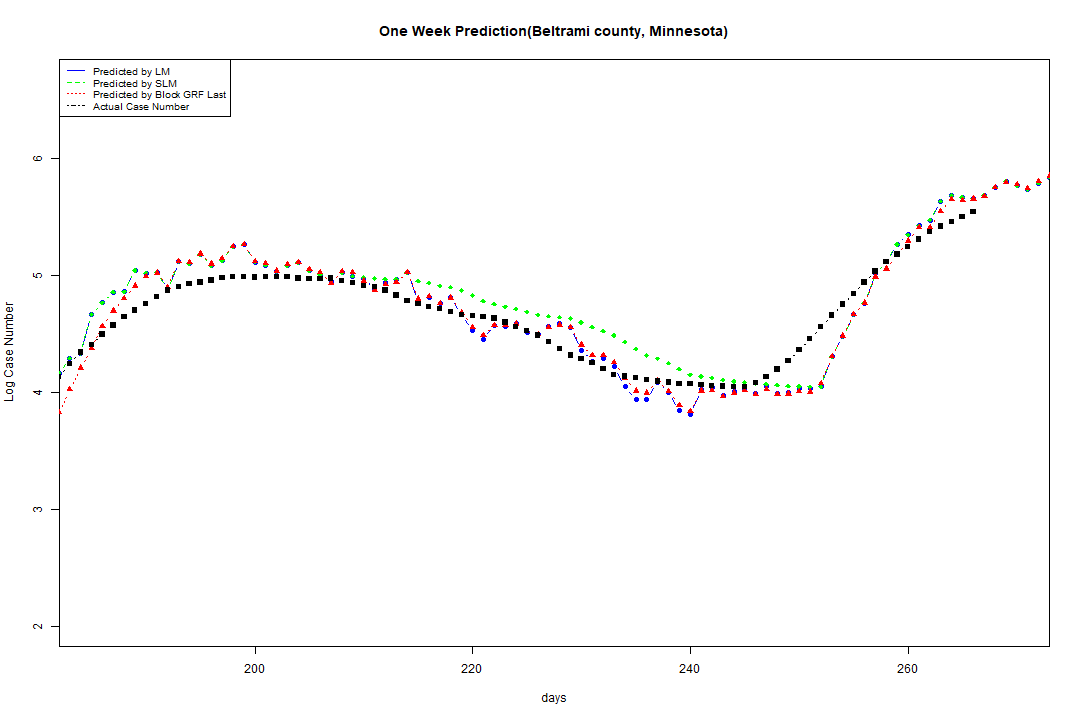 One Week Prediction(Beltrami county, Minnesota)
Predicted by LM
Predicted by SLM
Predicted by Block GRF Last
Actual Case Number
6
5
4
3
2
Log Case Number
200 220 240 260
days